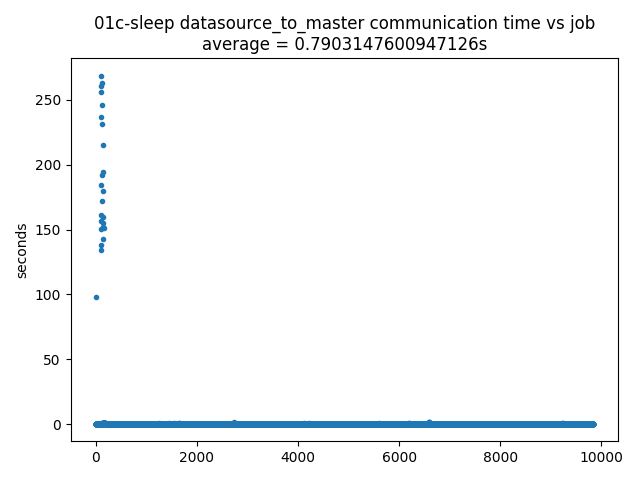 01c-sleep datasource_to_master communication time vs job
average = 0.7903147600947126s
seconds
250
200
150
100
50
0
0 2000 4000 6000 8000 10000